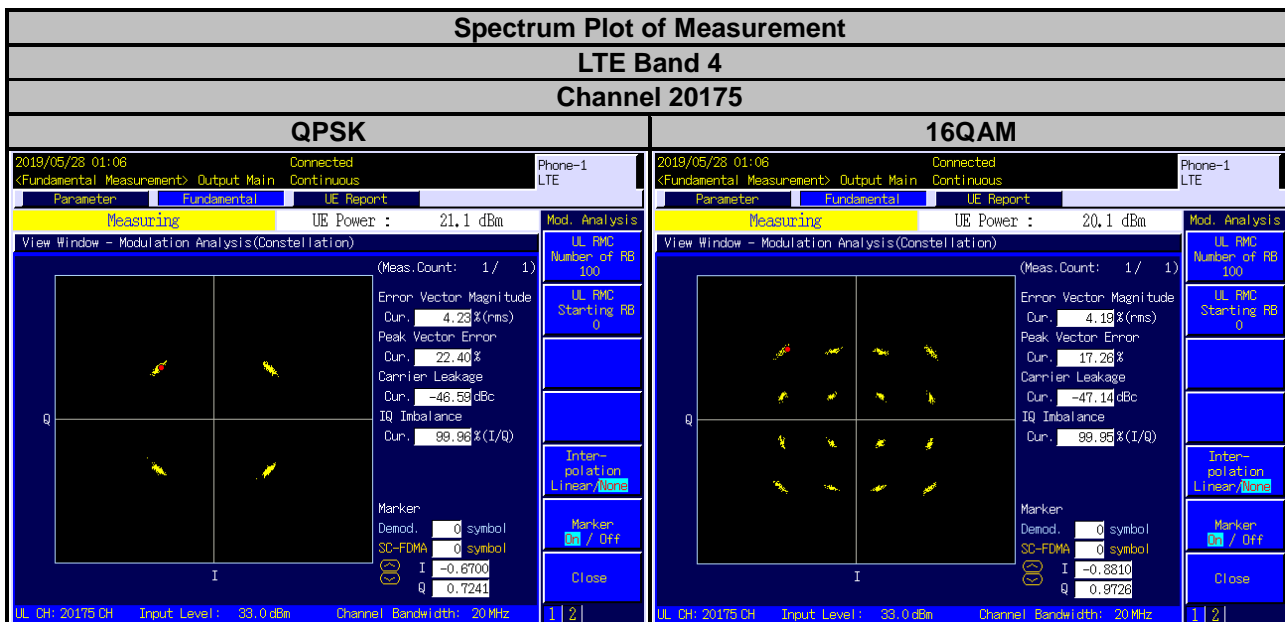 Spectrum Plot of Measurement
LTE Band 4
Channel 20175
QPSK
2019/05/28 01:06 Connected Phone-1
<Fundamental Measurement> Output Main Continuous LTE
Parameter Fundamental UE Report
Measuring UE Power : 21.1 dBm Mod. Analysis
View Window - Modulation Analysis(Constellation)
UL RMC
Number of RB
100
(Meas.Count: 1/ 1)
Error Vector Magnitude
Cur. 4.23 %(rms)
Peak Vector Error
Cur. 22.40 %
Carrier Leakage
Cur. -46.59 dBc
IQ Imbalance
Cur. 99.96 %(I/Q)
UL RMC
Starting RB
0
Q
I
Inter-
polation
Linear/None
Marker
Demod. 0 symbol
SC-FDMA 0 symbol
I -0.6700
Q 0.7241
Marker
On / Off
Close
UL CH: 20175 CH Input Level: 33.0 dBm Channel Bandwidth: 20 MHz 1 2
16QAM
2019/05/28 01:06 Connected Phone-1
<Fundamental Measurement> Output Main Continuous LTE
Parameter Fundamental UE Report
Measuring UE Power : 20.1 dBm Mod. Analysis
View Window - Modulation Analysis(Constellation)
UL RMC
Number of RB
100
(Meas.Count: 1/ 1)
Error Vector Magnitude
Cur. 4.19 %(rms)
Peak Vector Error
Cur. 17.26 %
Carrier Leakage
Cur. -47.14 dBc
IQ Imbalance
Cur. 99.95 %(I/Q)
UL RMC
Starting RB
0
Q
I
Inter-
polation
Linear/None
Marker
Demod. 0 symbol
SC-FDMA 0 symbol
I -0.8810
Q 0.9726
Marker
On / Off
Close
UL CH: 20175 CH Input Level: 33.0 dBm Channel Bandwidth: 20 MHz 1 2